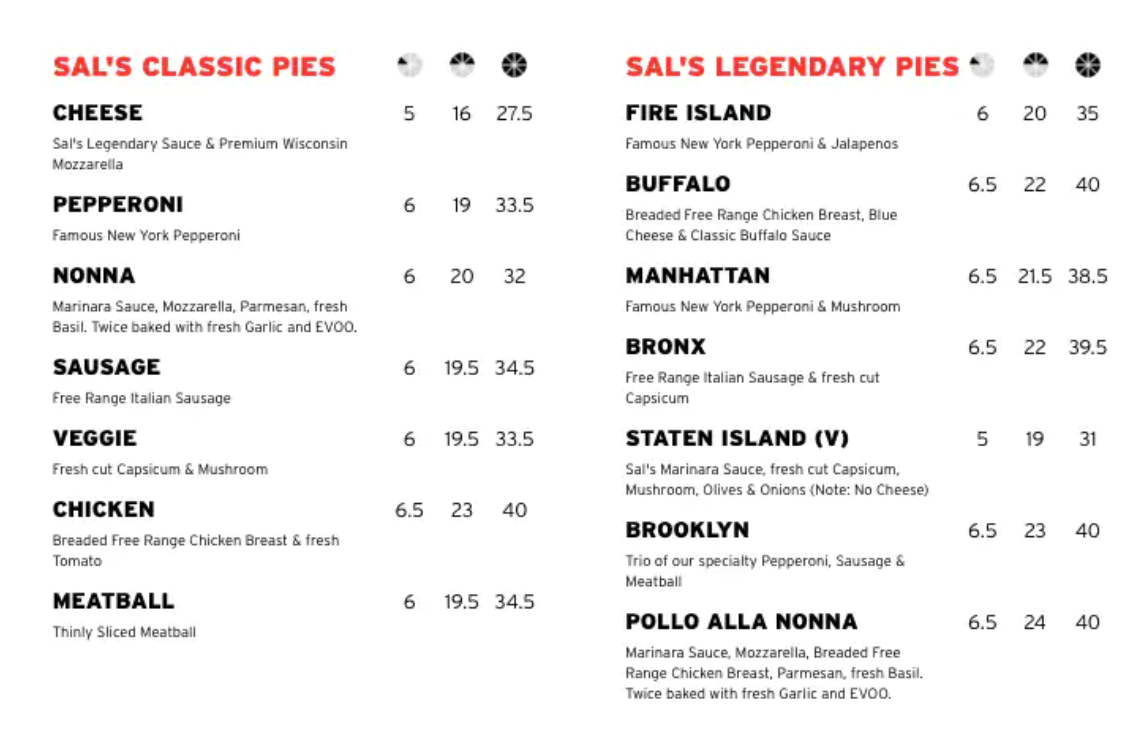 SAL'S CLASSIC PIES
CHEESE 5 16 27.5
Sal's Legendary Sauce & Premium Wisconsin
Mozzarella
PEPPERONI 6 19 33.5
Famous New York Pepperoni
NONNA 6 20 32
Marinara Sauce, Mozzarella, Parmesan, fresh
Basil. Twice baked with fresh Garlic and EVOO.
SAUSAGE 6 19.5 34.5
Free Range Italian Sausage
VEGGIE 6 19.5 33.5
Fresh cut Capsicum & Mushroom
CHICKEN 6.5 23 40
Breaded Free Range Chicken Breast & fresh
Tomato
MEATBALL 6 19.5 34.5
Thinly Sliced Meatball
SAL'S LEGENDARY PIES
FIRE ISLAND 6 20 35
Famous New York Pepperoni & Jalapenos
BUFFALO 6.5 22 40
Breaded Free Range Chicken Breast, Blue
Cheese & Classic Buffalo Sauce
MANHATTAN 6.5 21.5 38.5
Famous New York Pepperoni & Mushroom
BRONX 6.5 22 39.5
Free Range Italian Sausage & fresh cut
Capsicum
STATEN ISLAND (V) 5 19 31
Sal's Marinara Sauce, fresh cut Capsicum,
Mushroom, Olives & Onions (Note: No Cheese)
BROOKLYN 6.5 23 40
Trio of our specialty Pepperoni, Sausage &
Meatball
POLLO ALLA NONNA 6.5 24 40
Marinara Sauce, Mozzarella, Breaded Free
Range Chicken Breast, Parmesan, fresh Basil.
Twice baked with fresh Garlic and EVOO.